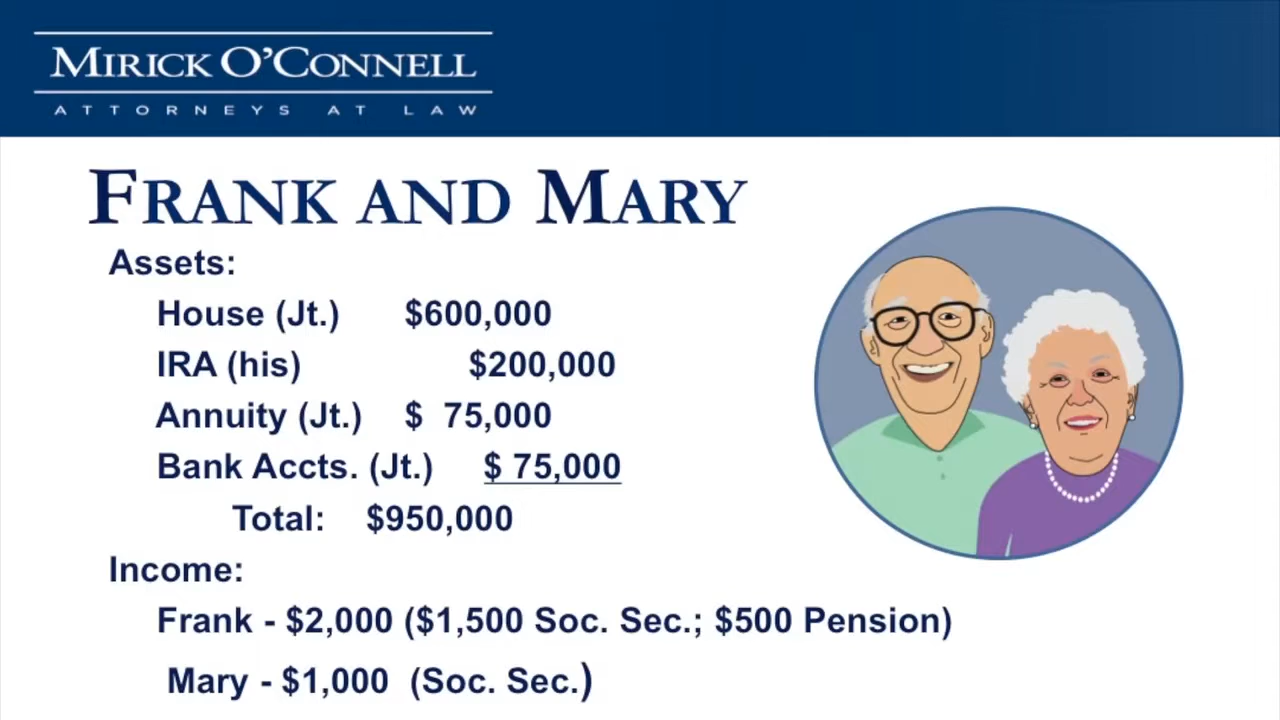 MIRICK O’CONNELL
ATTORNEYS AT LAW
FRANK AND MARY
Assets:
House (Jt.) $600,000
IRA (his) $200,000
Annuity (Jt.) $ 75,000
Bank Accts. (Jt.) $ 75,000
Total: $950,000
Income:
Frank - $2,000 ($1,500 Soc. Sec.; $500 Pension)
Mary - $1,000 (Soc. Sec.)